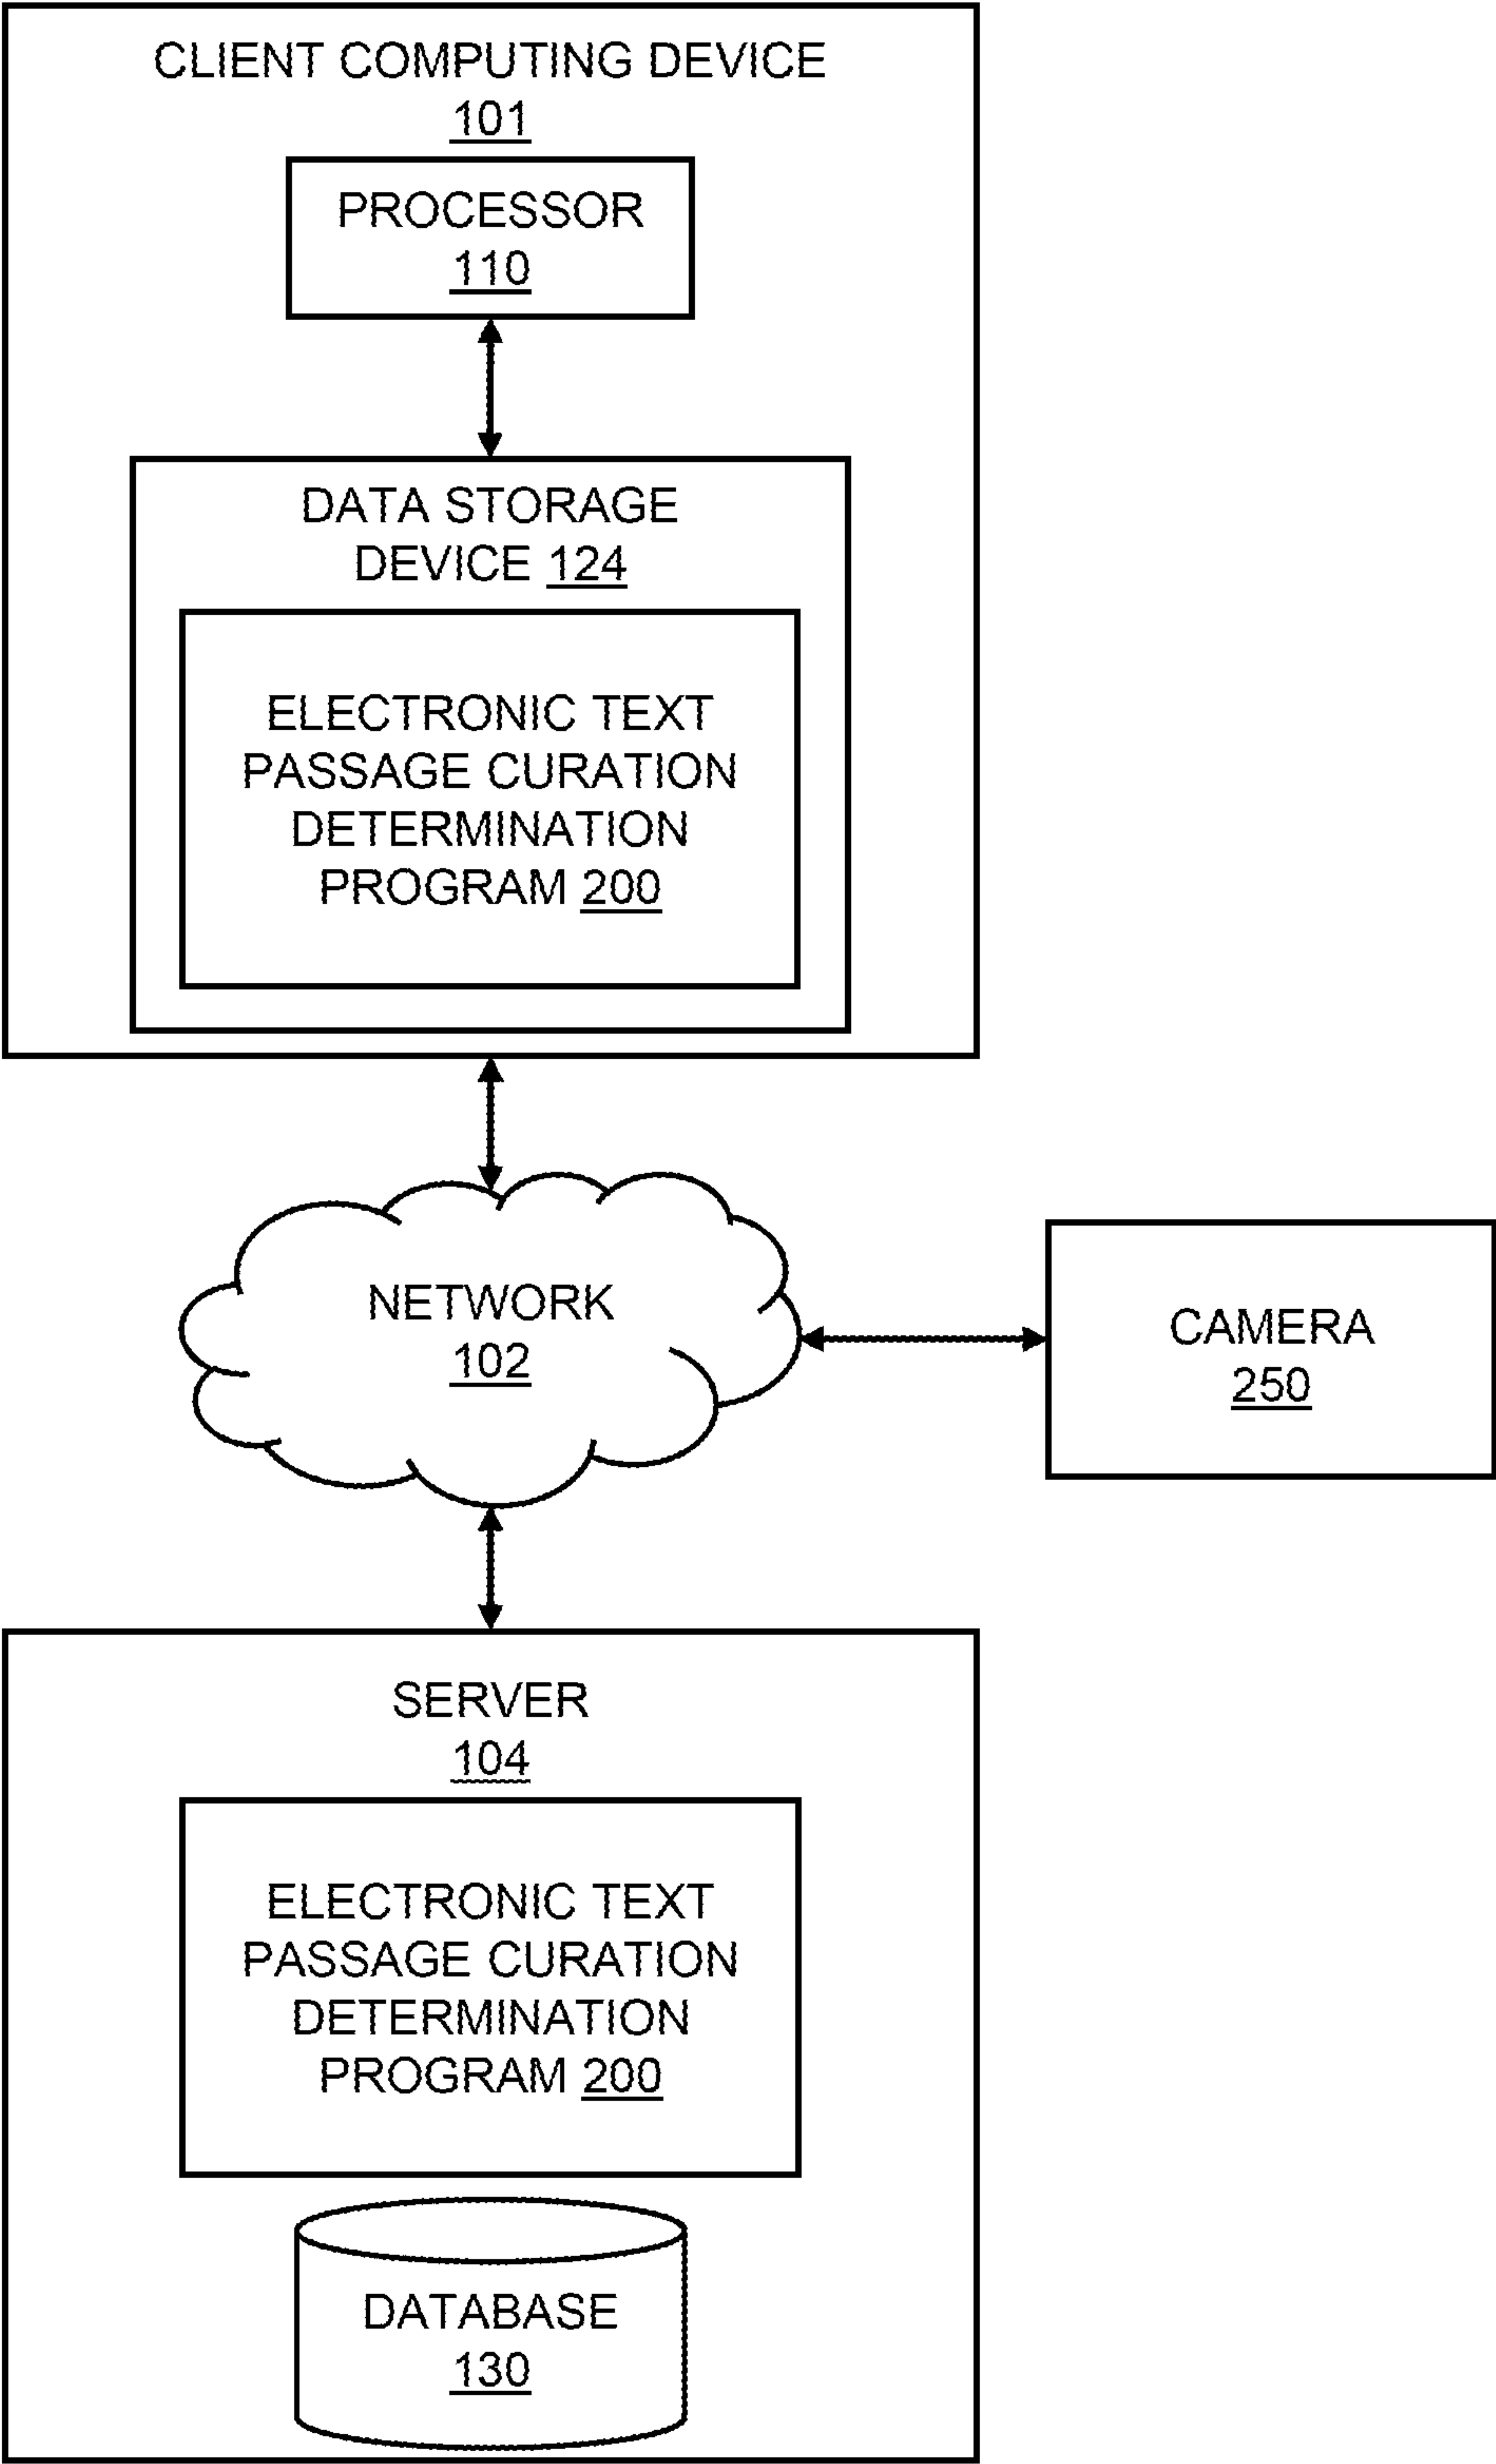 CLIENT COMPUTING DEVICE
101
PROCESSOR
110
DATA STORAGE
DEVICE 124
ELECTRONIC TEXT
PASSAGE CURATION
DETERMINATION
PROGRAM 200
NETWORK
102
CAMERA
250
SERVER
104
ELECTRONIC TEXT
PASSAGE CURATION
DETERMINATION
PROGRAM 200
DATABASE
130